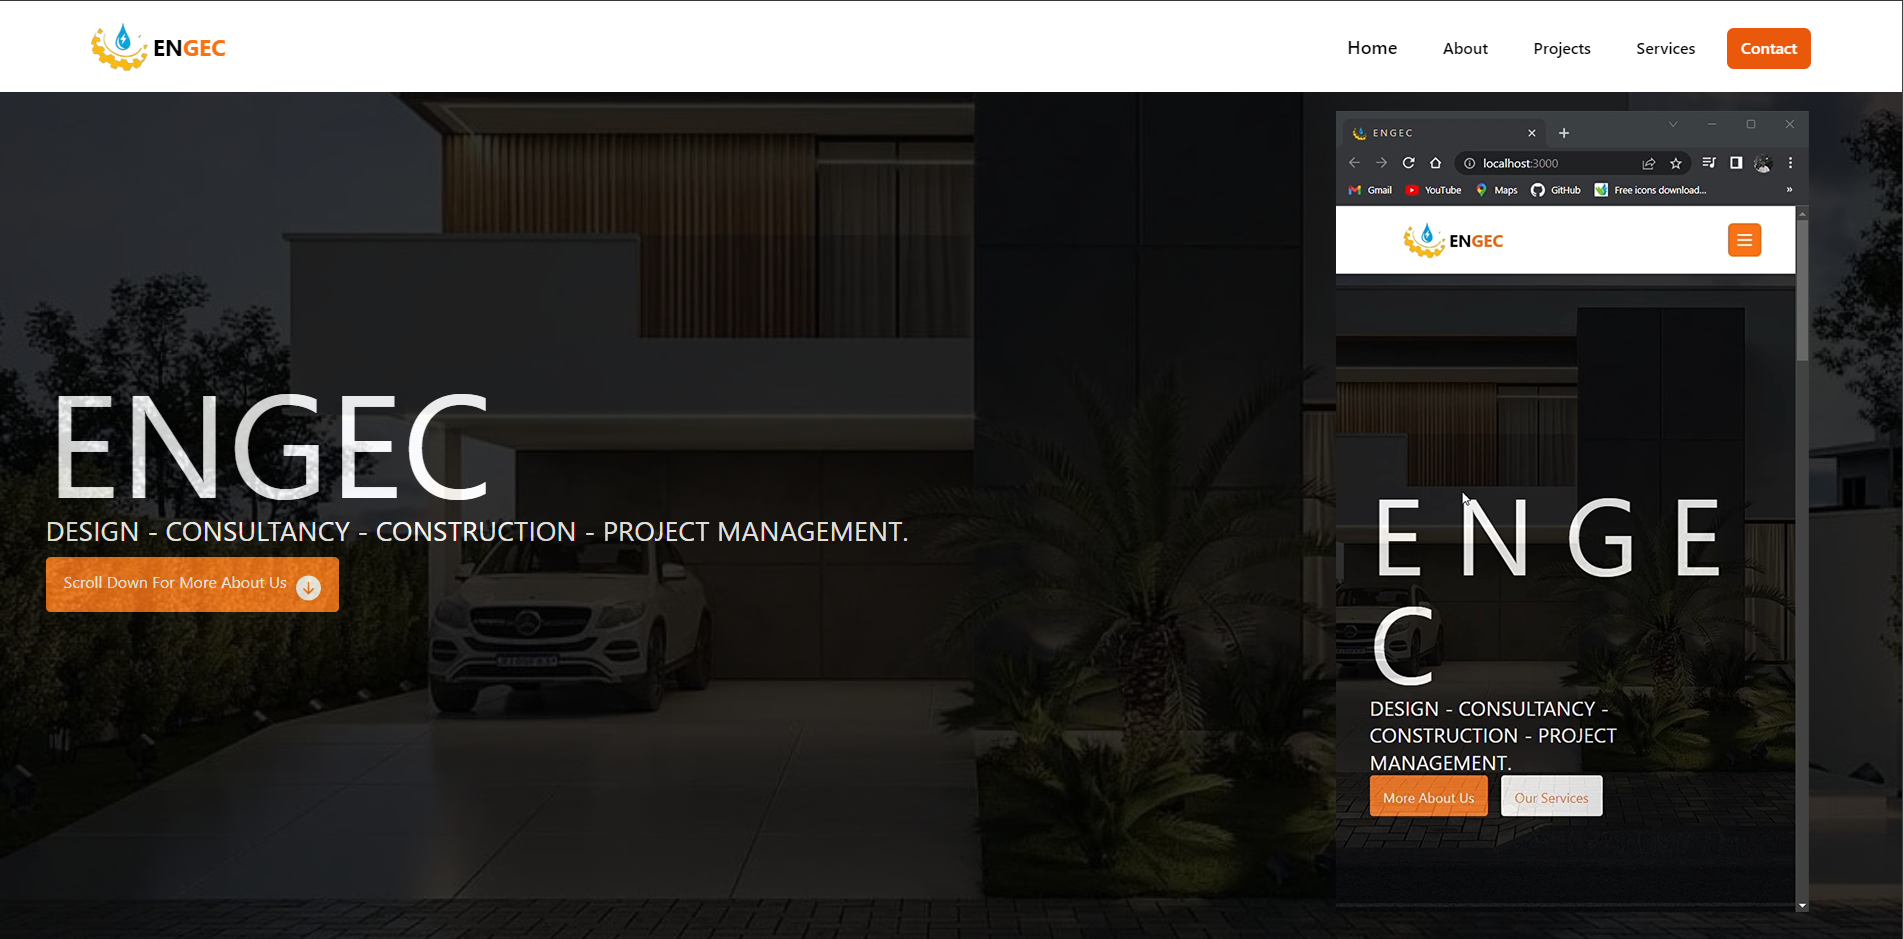 ENGEC
Home About Projects Services Contact
ENGEC
DESIGN - CONSULTANCY - CONSTRUCTION - PROJECT MANAGEMENT.
Scroll Down For More About Us
ENGEC
localhost:3000
Gmail YouTube Maps GitHub Free icons download... »
ENGEC
ENGE
C
DESIGN - CONSULTANCY -
CONSTRUCTION - PROJECT
MANAGEMENT.
More About Us Our Services